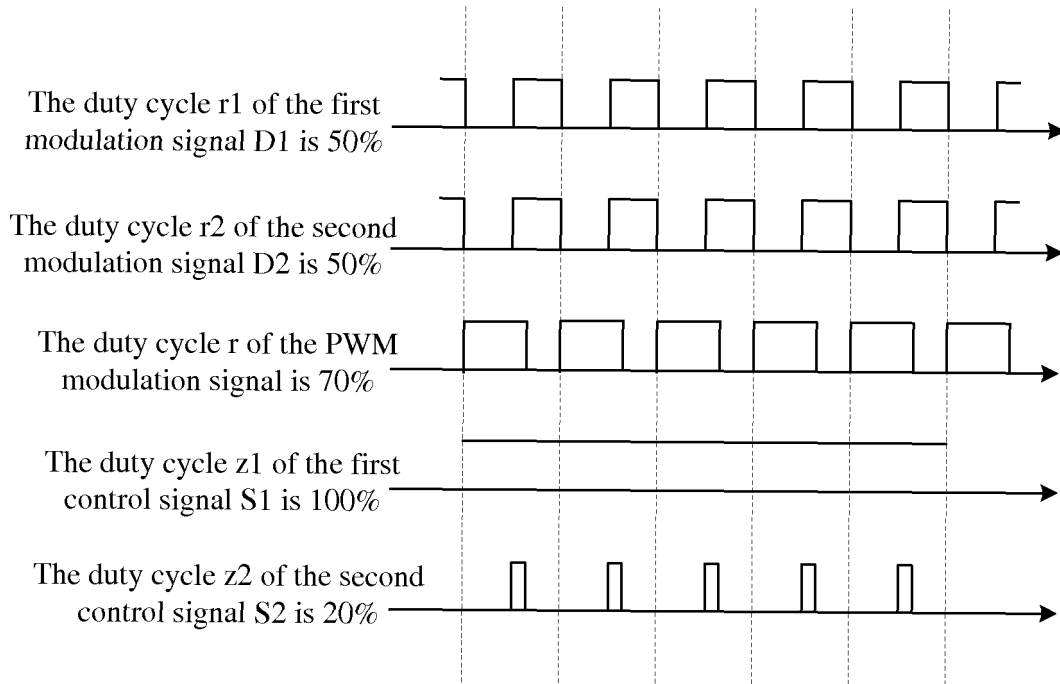 The duty cycle r1 of the first
modulation signal D1 is 50%
The duty cycle r2 of the second
modulation signal D2 is 50%
The duty cycle r of the PWM
modulation signal is 70%
The duty cycle z1 of the first
control signal S1 is 100%
The duty cycle z2 of the second
control signal S2 is 20%